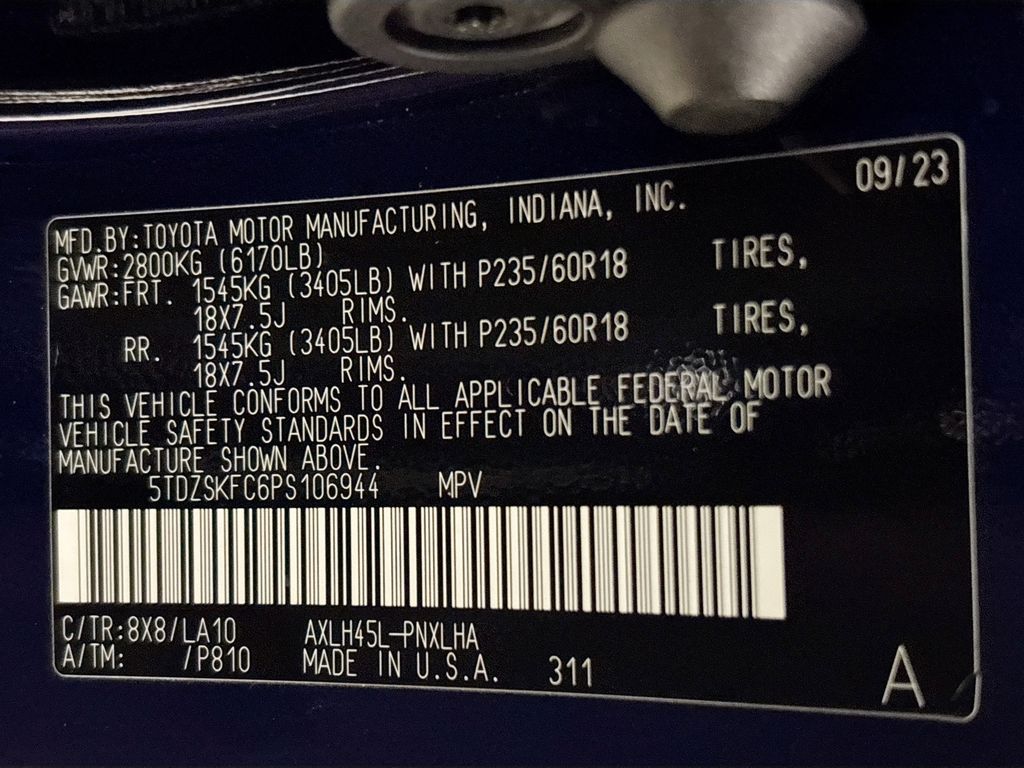 09/23
MFD.BY:TOYOTA MOTOR MANUFACTURING, INDIANA, INC.
GVWR:2800KG (6170LB)
GAWR:FRT. 1545KG (3405LB) WITH P235/60R18 TIRES,
18X7.5J RIMS.
RR. 1545KG (3405LB) WITH P235/60R18 TIRES,
18X7.5J RIMS.
THIS VEHICLE CONFORMS TO ALL APPLICABLE FEDERAL MOTOR
VEHICLE SAFETY STANDARDS IN EFFECT ON THE DATE OF
MANUFACTURE SHOWN ABOVE.
5TDZSKFC6PS106944 MPV
C/TR:8X8/LA10 AXLH45L-PNXLHA
A/TM: /P810 MADE IN U.S.A. 311
A